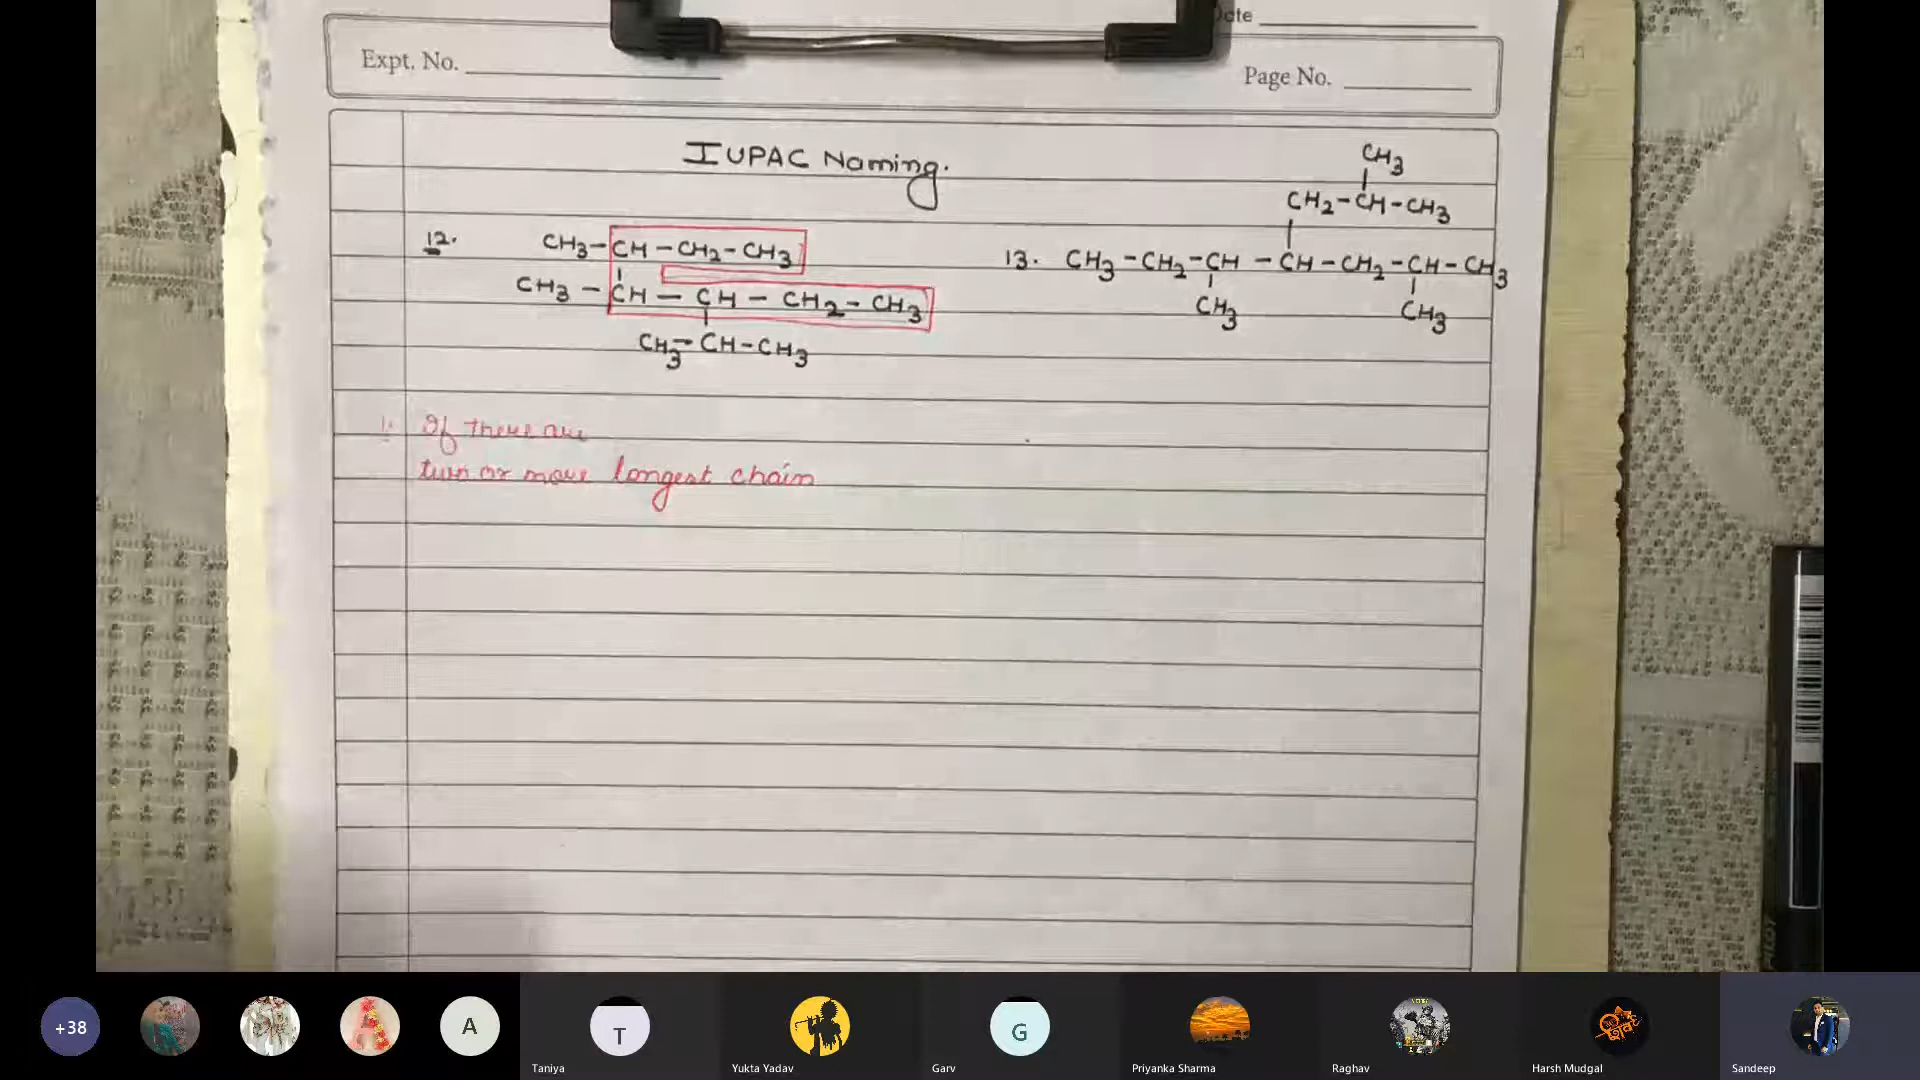 Date
Expt. No.
Page No.
IUPAC Naming.
12.
CH3-CH-CH2-CH3
CH3-CH-CH-CH2-CH3
CH3-CH-CH3
13.
CH3
CH2-CH-CH3
CH3-CH2-CH-CH-CH2-CH-CH3
CH3
CH3
1. If there are
two or more longest chain
PILOT
+38
A
T
G
Taniya
Yukta Yadav
Garv
Priyanka Sharma
Raghav
Harsh Mudgal
Sandeep